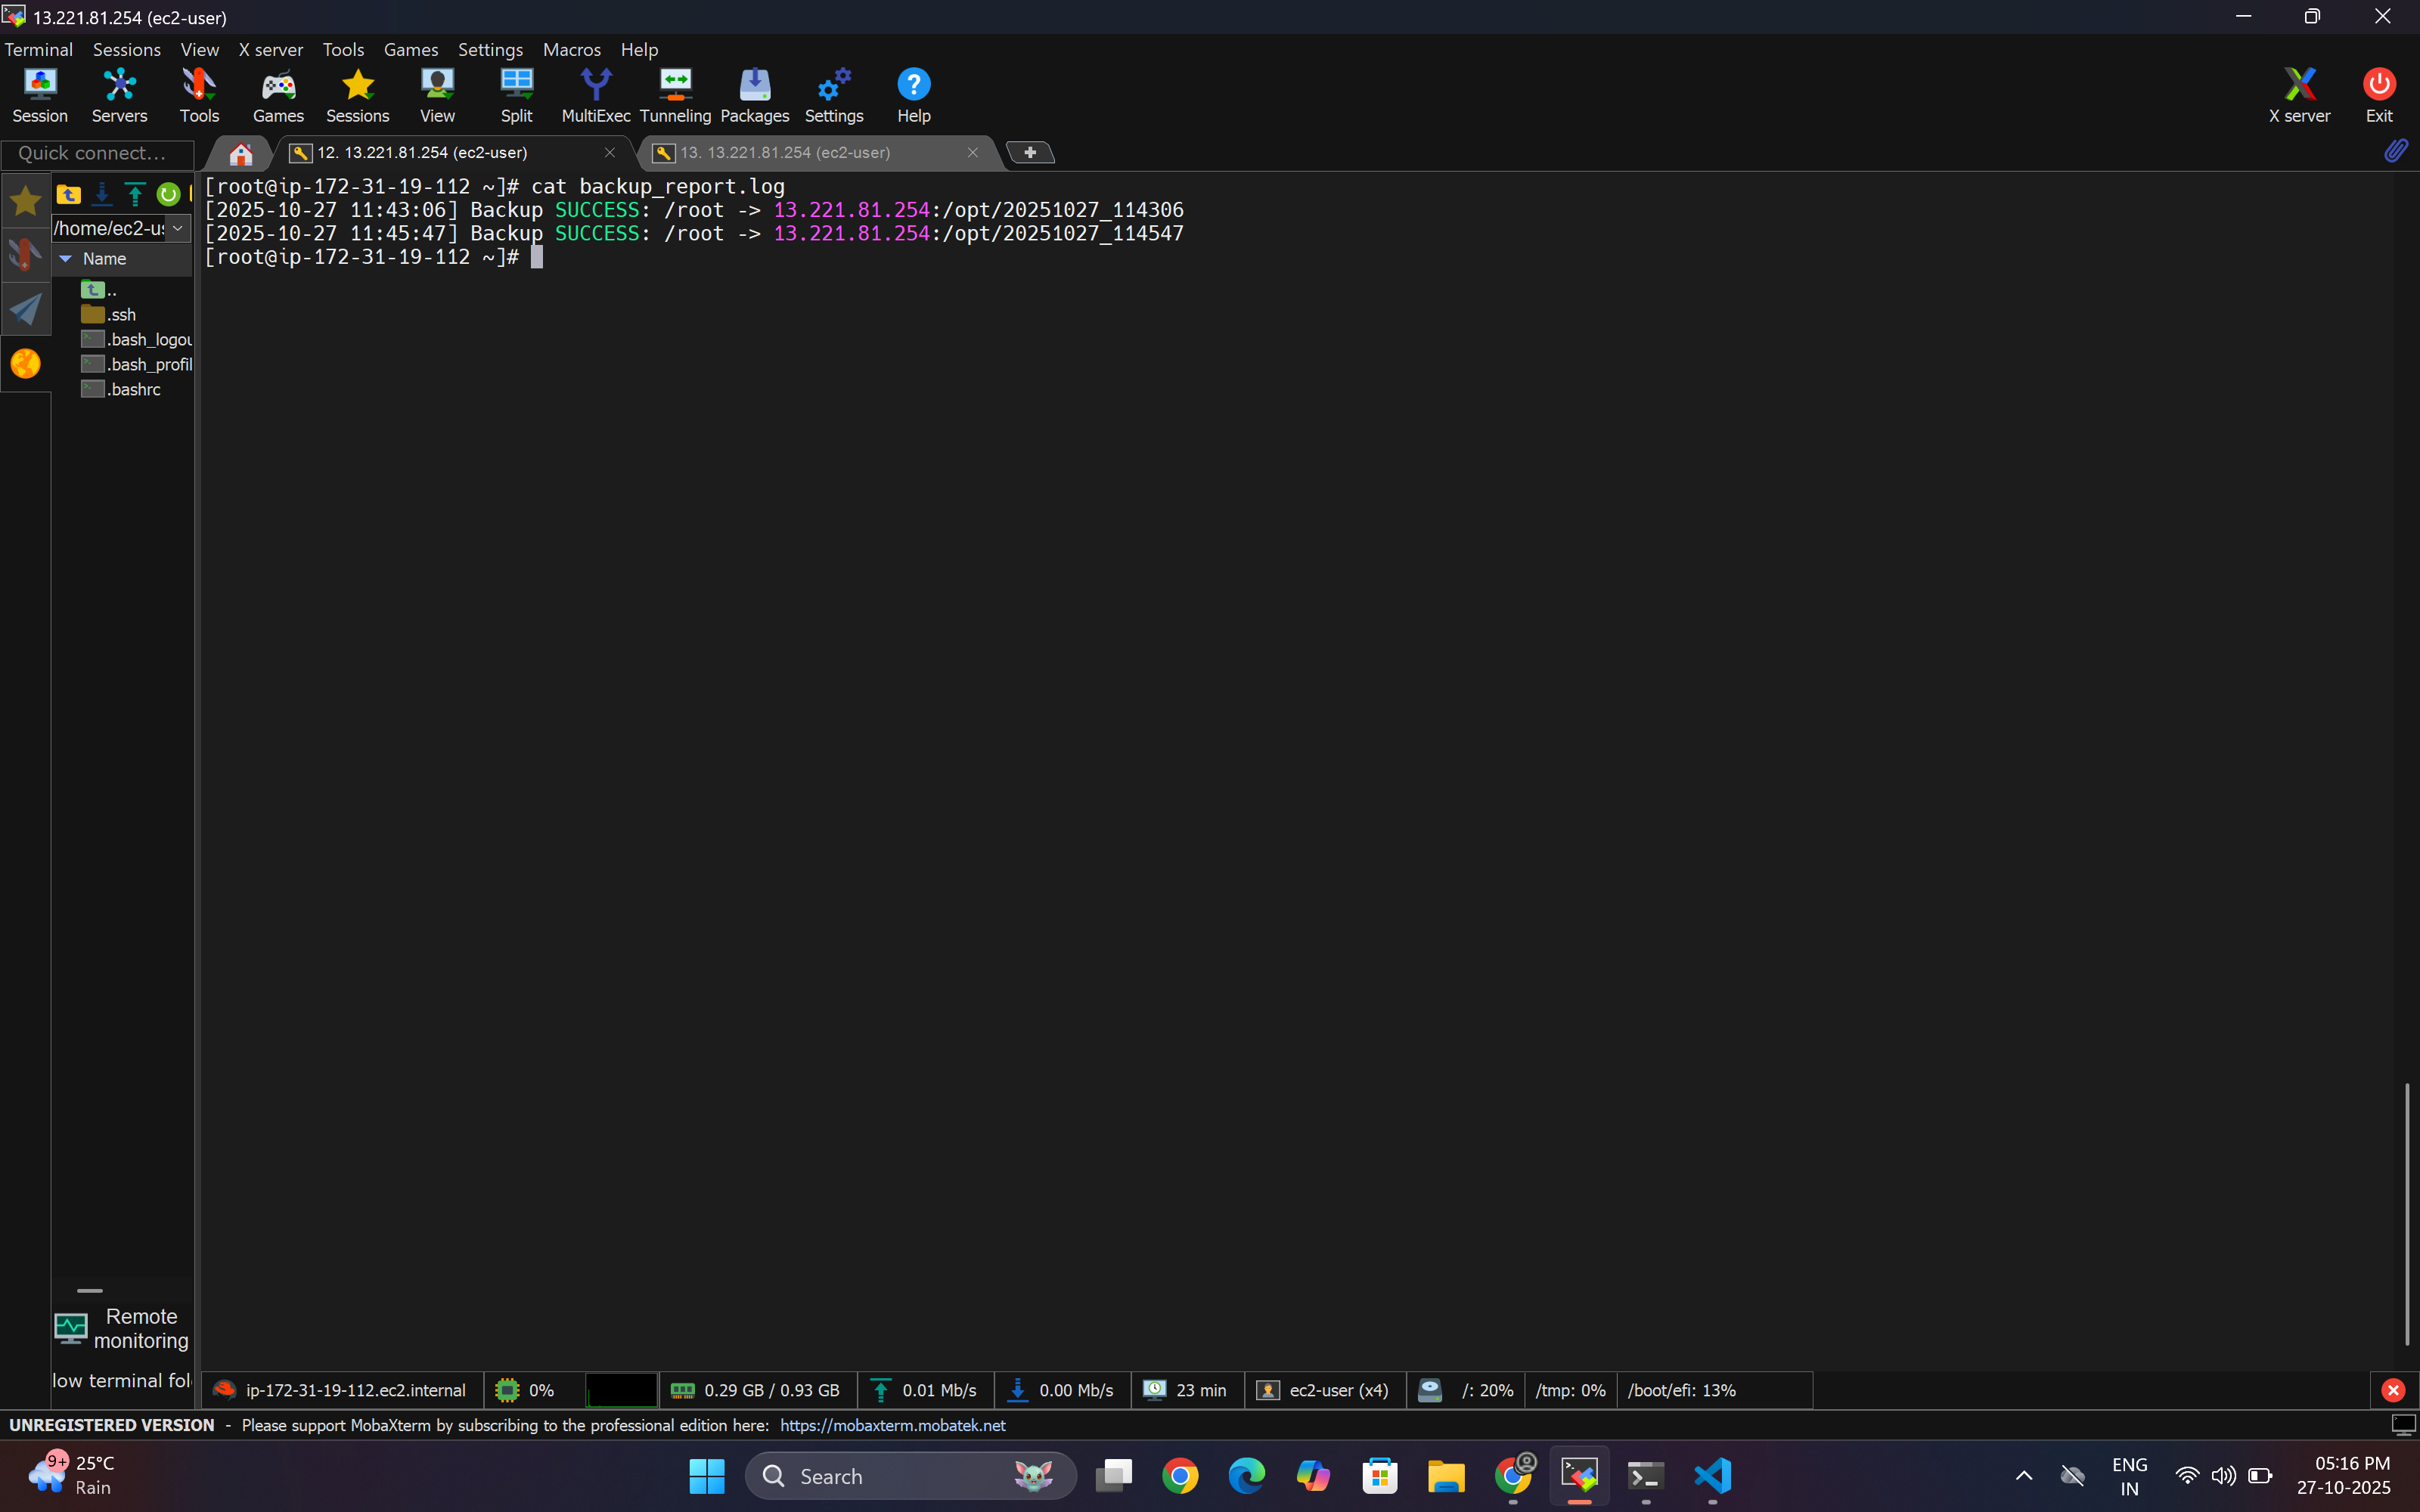 13.221.81.254 (ec2-user)
Terminal Sessions View X server Tools Games Settings Macros Help
Session Servers Tools Games Sessions View Split MultiExec Tunneling Packages Settings Help X server Exit
Quick connect... 12. 13.221.81.254 (ec2-user) 13. 13.221.81.254 (ec2-user)
/home/ec2-us
Name
..
.ssh
.bash_logou
.bash_profil
.bashrc
[root@ip-172-31-19-112 ~]# cat backup_report.log
[2025-10-27 11:43:06] Backup SUCCESS: /root -> 13.221.81.254:/opt/20251027_114306
[2025-10-27 11:45:47] Backup SUCCESS: /root -> 13.221.81.254:/opt/20251027_114547
[root@ip-172-31-19-112 ~]#
Remote
monitoring
low terminal fol
ip-172-31-19-112.ec2.internal 0% 0.29 GB / 0.93 GB 0.01 Mb/s 0.00 Mb/s 23 min ec2-user (x4) /: 20% /tmp: 0% /boot/efi: 13%
UNREGISTERED VERSION - Please support MobaXterm by subscribing to the professional edition here: https://mobaxterm.mobatek.net
9+ 25°C
Rain
Search
ENG
IN
05:16 PM
27-10-2025